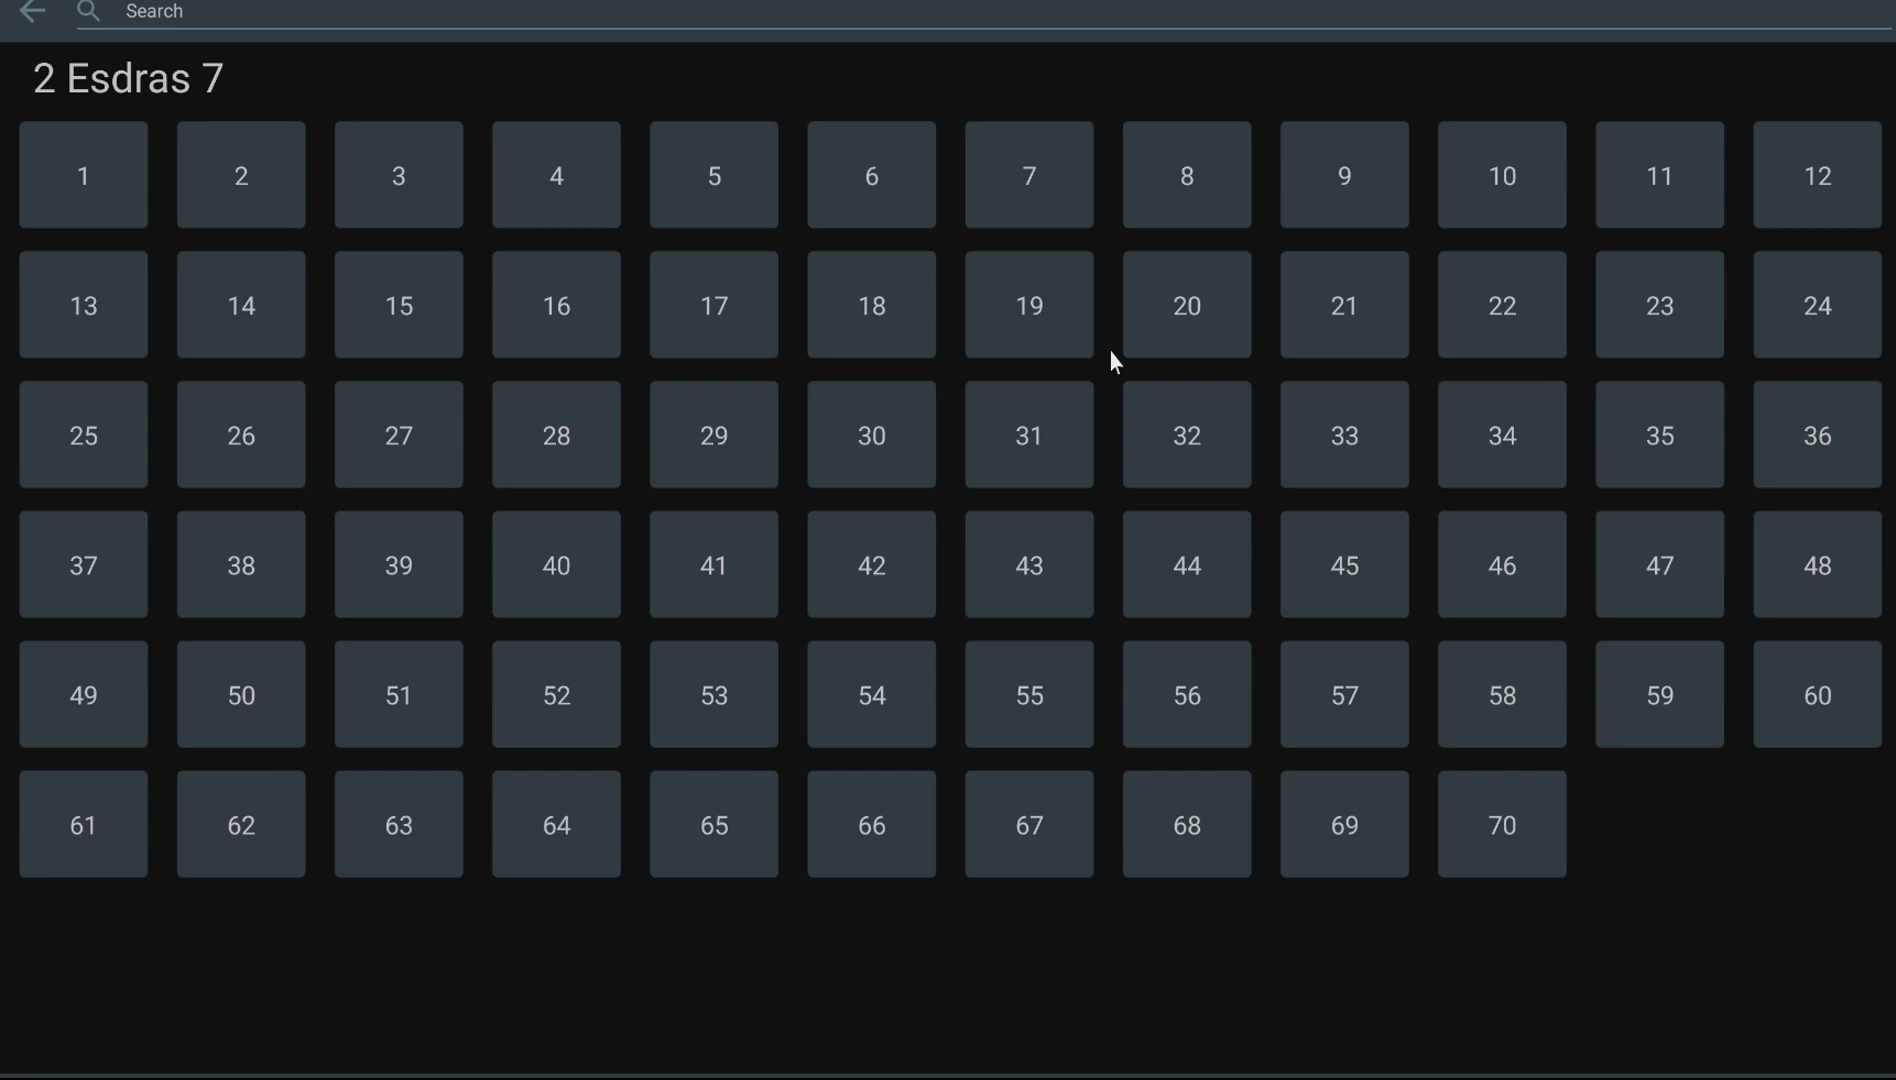 Search
2 Esdras 7
1 2 3 4 5 6 7 8 9 10 11 12
13 14 15 16 17 18 19 20 21 22 23 24
25 26 27 28 29 30 31 32 33 34 35 36
37 38 39 40 41 42 43 44 45 46 47 48
49 50 51 52 53 54 55 56 57 58 59 60
61 62 63 64 65 66 67 68 69 70